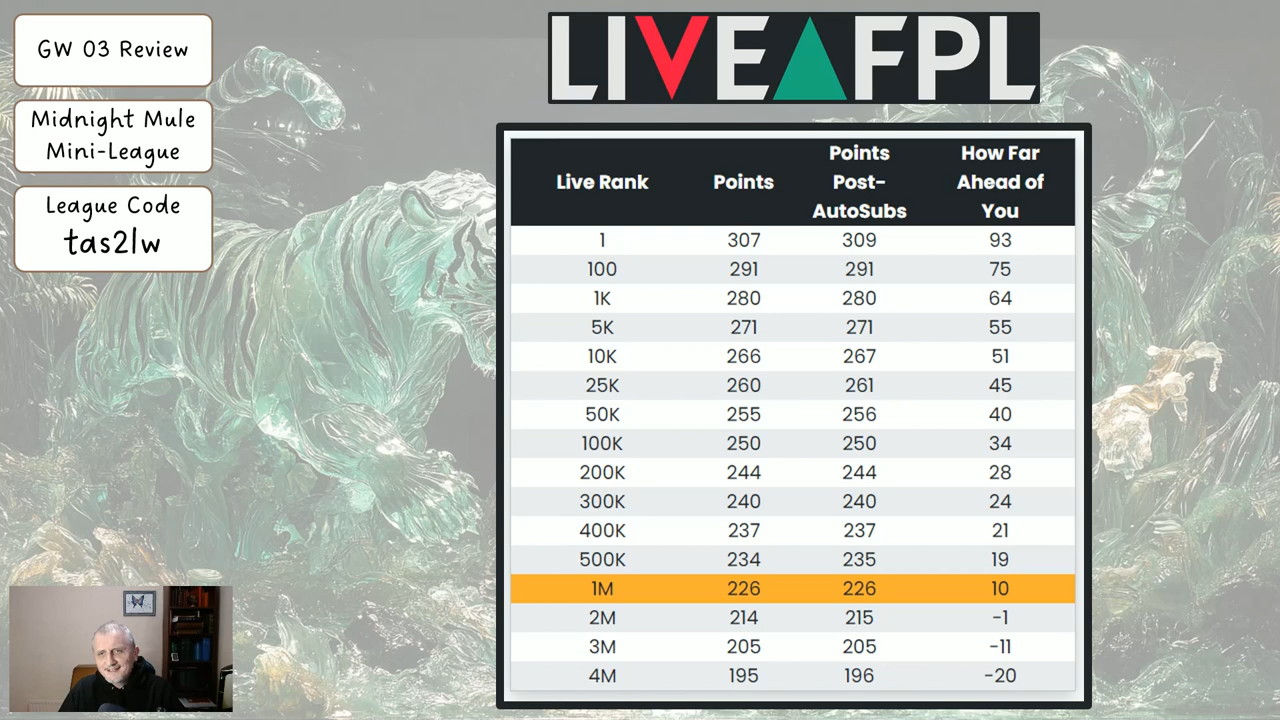 GW 03 Review
Midnight Mule
Mini-League
League Code
tas2lw
LIVEFPL
Live Rank Points Points Post-AutoSubs How Far Ahead of You
1 307 309 93
100 291 291 75
1K 280 280 64
5K 271 271 55
10K 266 267 51
25K 260 261 45
50K 255 256 40
100K 250 250 34
200K 244 244 28
300K 240 240 24
400K 237 237 21
500K 234 235 19
1M 226 226 10
2M 214 215 -1
3M 205 205 -11
4M 195 196 -20